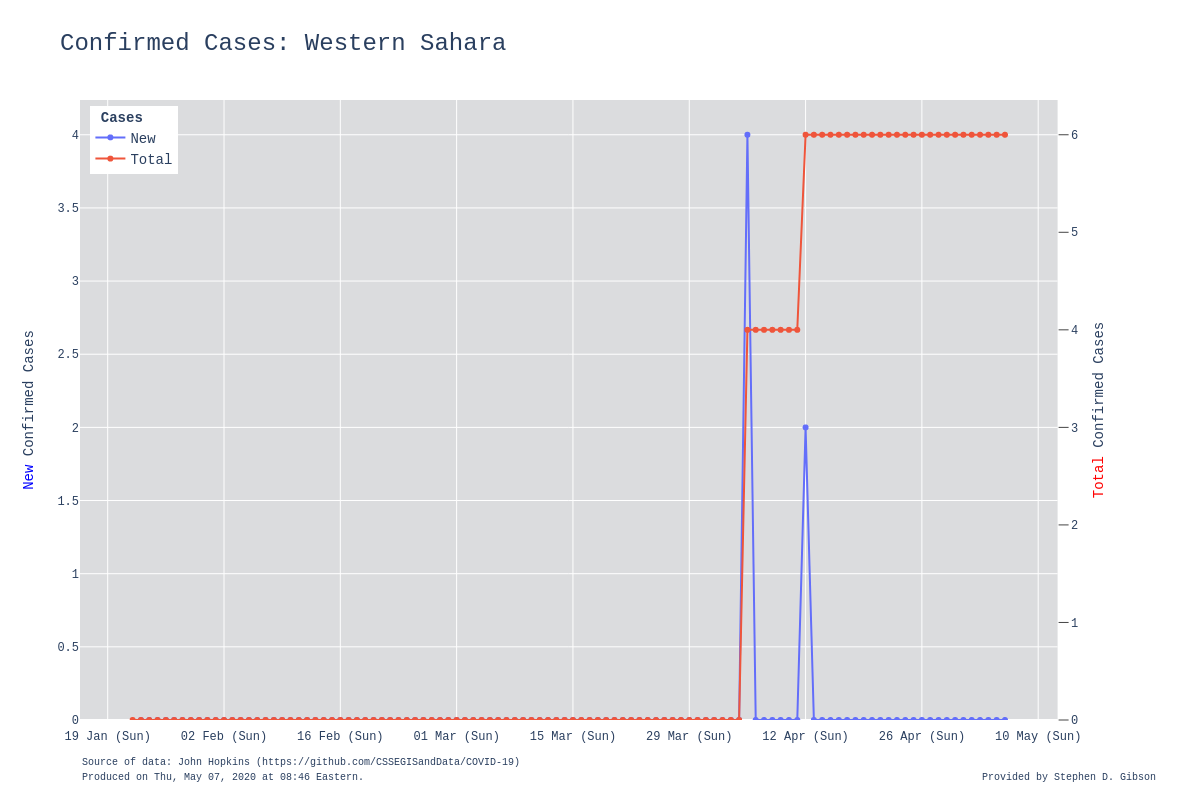 Confirmed Cases: Western Sahara
Cases
New
Total
4
3.5
3
2.5
2
1.5
1
0.5
0
6
5
4
3
2
1
0
New Confirmed Cases
Total Confirmed Cases
19 Jan (Sun) 02 Feb (Sun) 16 Feb (Sun) 01 Mar (Sun) 15 Mar (Sun) 29 Mar (Sun) 12 Apr (Sun) 26 Apr (Sun) 10 May (Sun)
Source of data: John Hopkins (https://github.com/CSSEGISandData/COVID-19)
Produced on Thu, May 07, 2020 at 08:46 Eastern.
Provided by Stephen D. Gibson